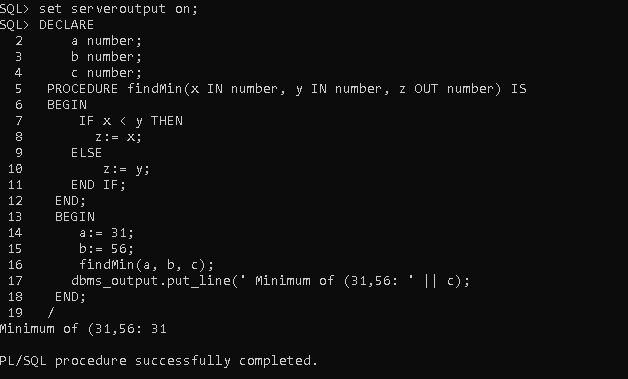 SQL> set serveroutput on;
SQL> DECLARE
  2      a number;
  3      b number;
  4      c number;
  5   PROCEDURE findMin(x IN number, y IN number, z OUT number) IS
  6   BEGIN
  7       IF x < y THEN
  8         z:= x;
  9      ELSE
 10          z:= y;
 11      END IF;
 12    END;
 13    BEGIN
 14       a:= 31;
 15       b:= 56;
 16       findMin(a, b, c);
 17      dbms_output.put_line(' Minimum of (31,56: ' || c);
 18    END;
 19   /
Minimum of (31,56: 31
PL/SQL procedure successfully completed.